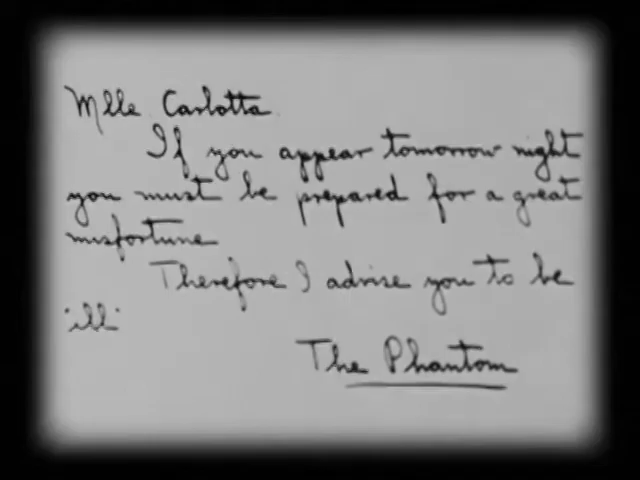 Mlle Carlotta
If you appear tomorrow night
you must be prepared for a great
misfortune
Therefore I advise you to be
'ill'
The Phantom